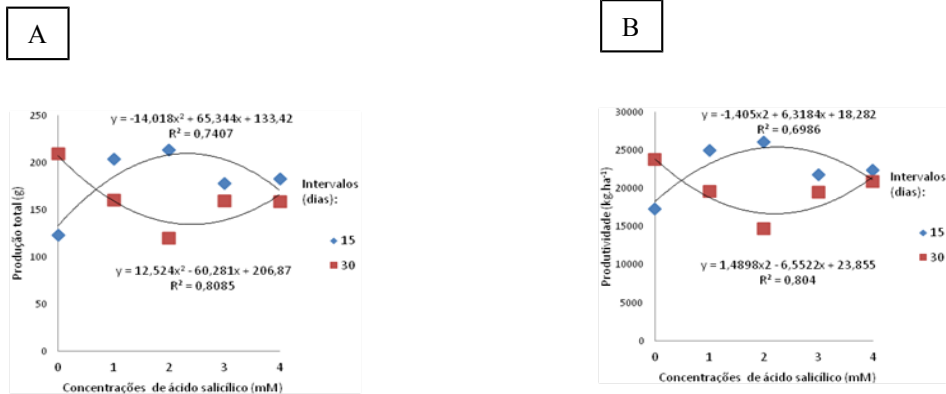 A
250
200
150
100
50
0
Produção total (g)
y = -14,018x² + 65,344x + 133,42
R² = 0,7407
y = 12,524x² - 60,281x + 206,87
R² = 0,8085
Intervalos
(dias):
15
30
0 1 2 3 4
Concentrações de ácido salicílico (mM)
B
30000
25000
20000
15000
10000
5000
0
Produtividade (kg.ha⁻¹)
y = -1,405x2 + 6,3184x + 18,282
R² = 0,6986
y = 1,4898x2 - 6,5522x + 23,855
R² = 0,804
Intervalos
(dias):
15
30
0 1 2 3 4
Concentrações de ácido salicílico (mM)